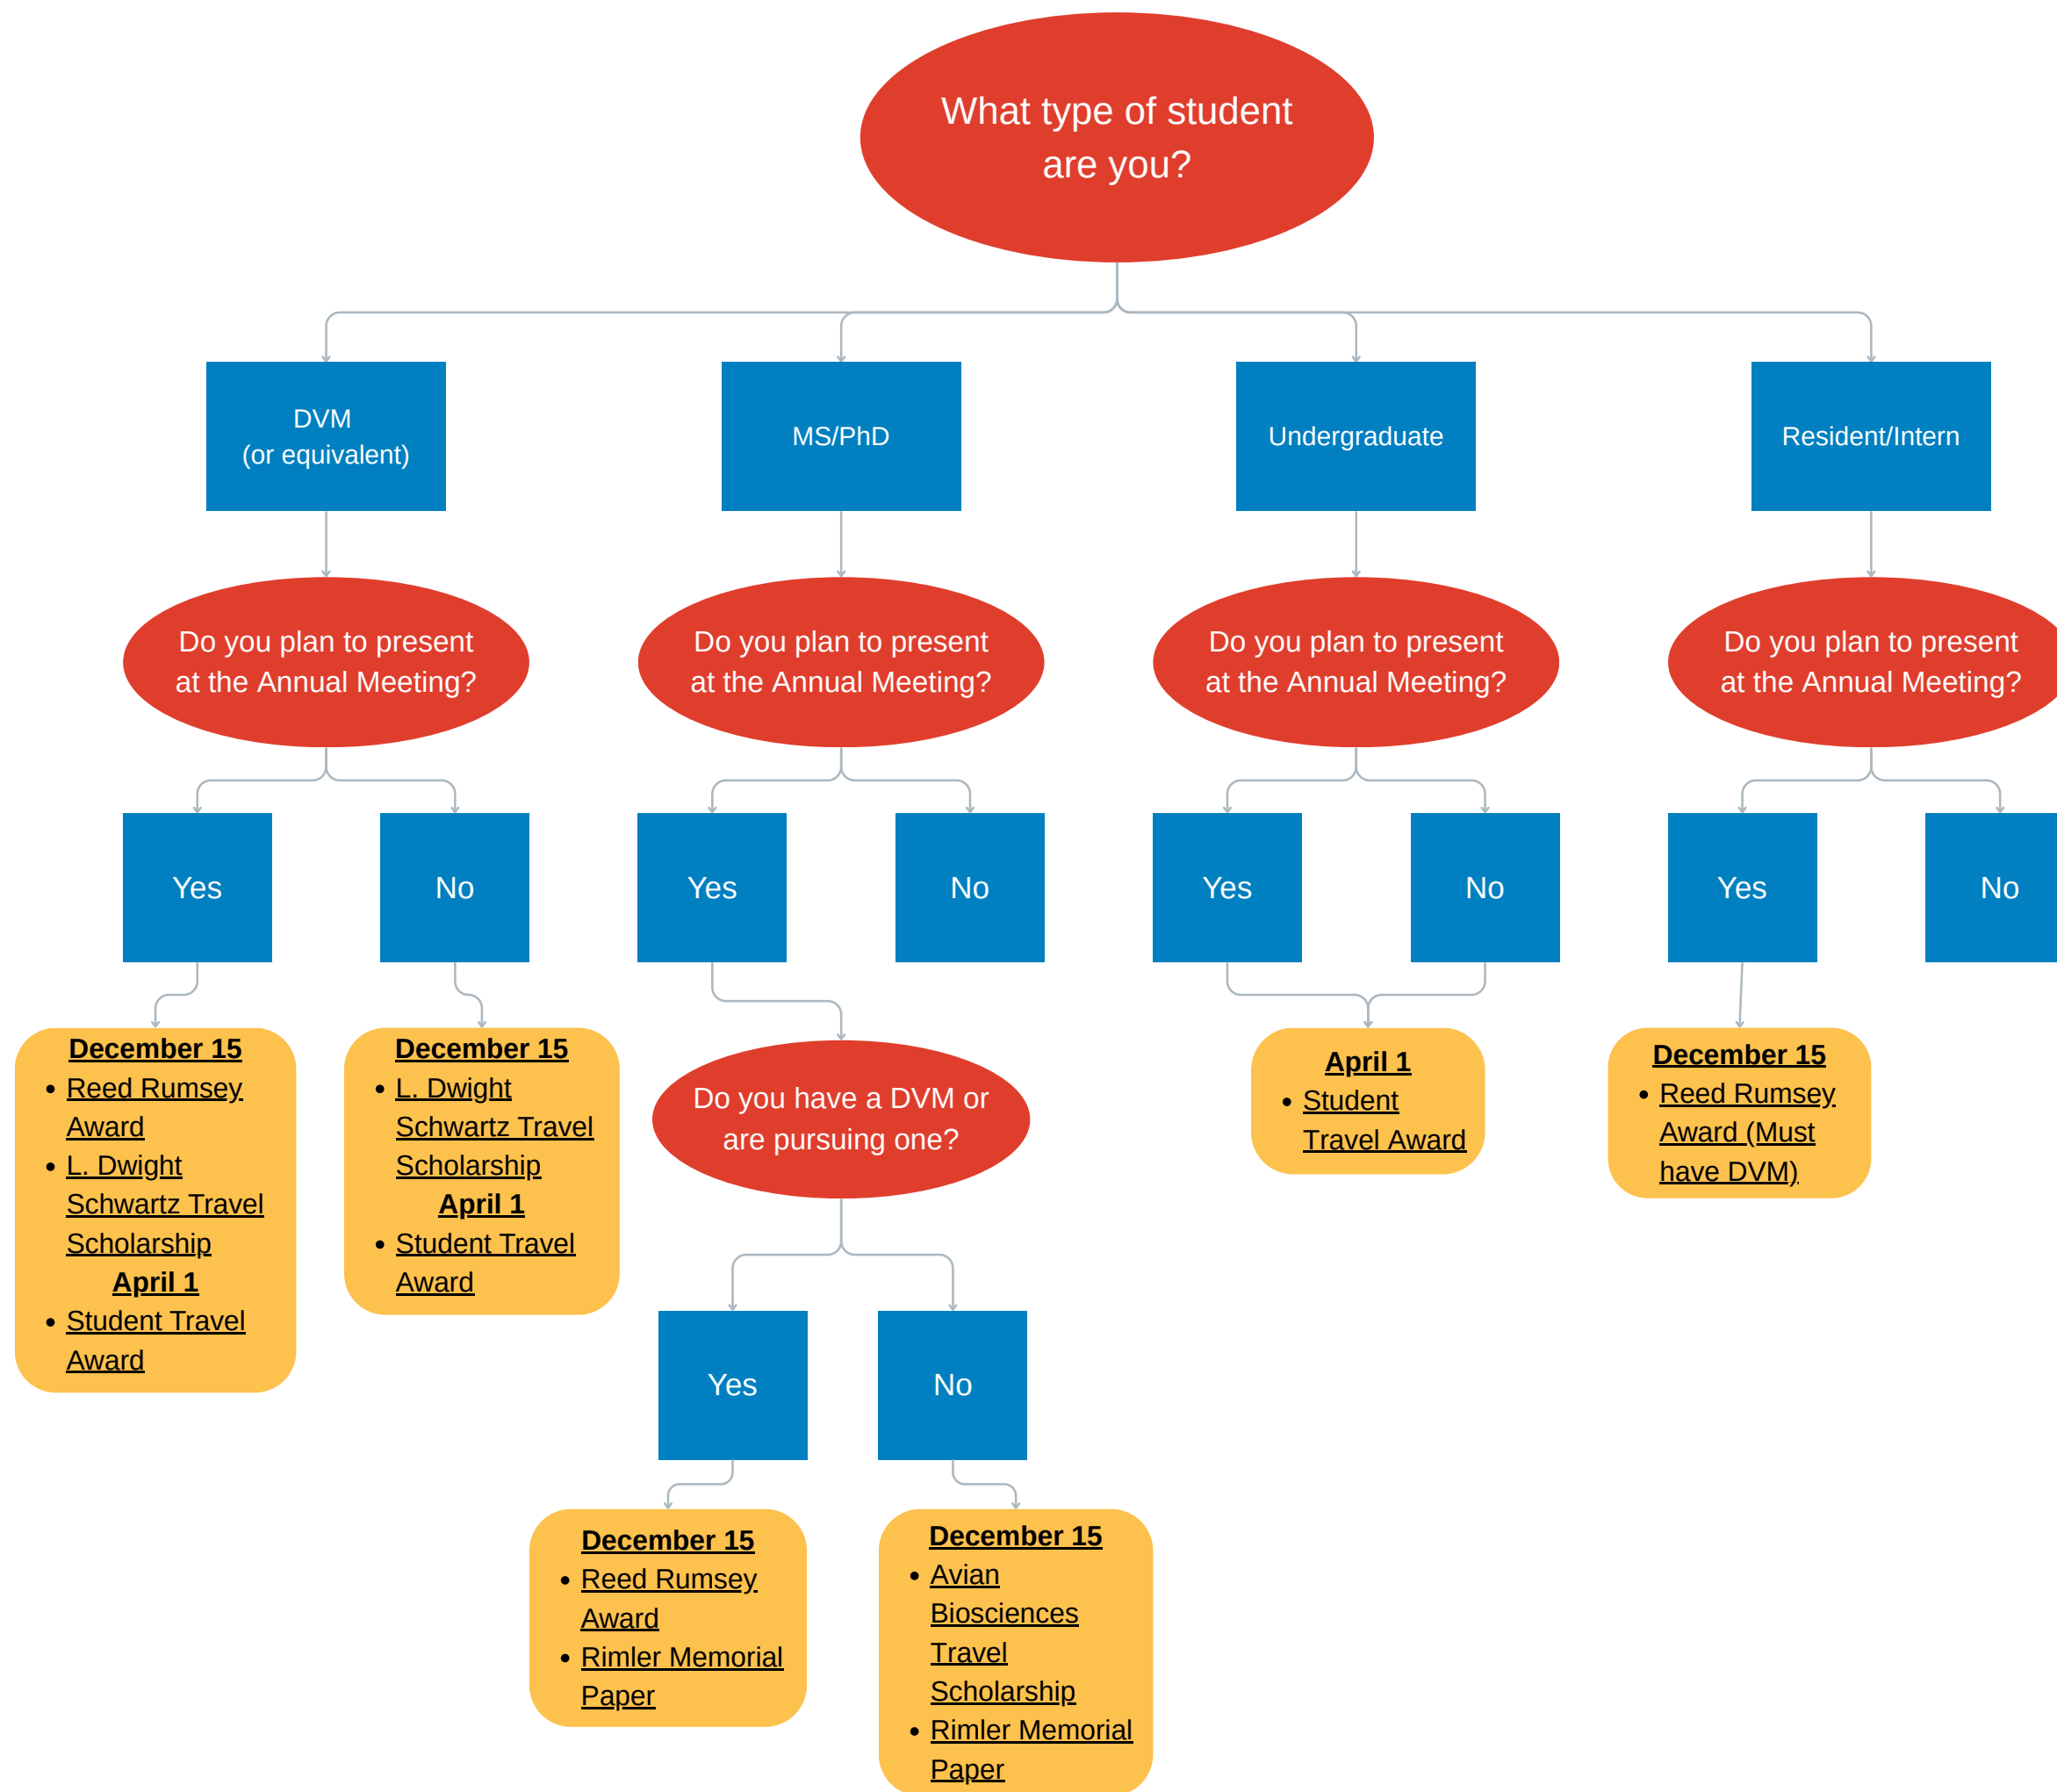 What type of student
are you?
DVM
(or equivalent)
MS/PhD
Undergraduate
Resident/Intern
Do you plan to present
at the Annual Meeting?
Do you plan to present
at the Annual Meeting?
Do you plan to present
at the Annual Meeting?
Do you plan to present
at the Annual Meeting?
Yes
No
Yes
No
Yes
No
Yes
No
December 15
• Reed Rumsey
Award
• L. Dwight
Schwartz Travel
Scholarship
April 1
• Student Travel
Award
December 15
• L. Dwight
Schwartz Travel
Scholarship
April 1
• Student Travel
Award
Do you have a DVM or
are pursuing one?
April 1
• Student
Travel Award
December 15
• Reed Rumsey
Award (Must
have DVM)
Yes
No
December 15
• Reed Rumsey
Award
• Rimler Memorial
Paper
December 15
• Avian
Biosciences
Travel
Scholarship
• Rimler Memorial
Paper